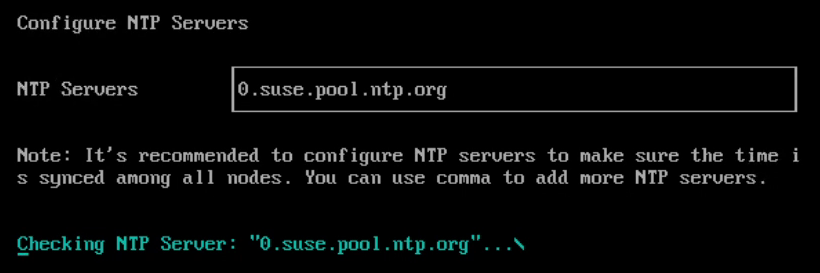 Configure NTP Servers
NTP Servers
0.suse.pool.ntp.org
Note: It's recommended to configure NTP servers to make sure the time i
s synced among all nodes. You can use comma to add more NTP servers.
Checking NTP Server: "0.suse.pool.ntp.org"...\